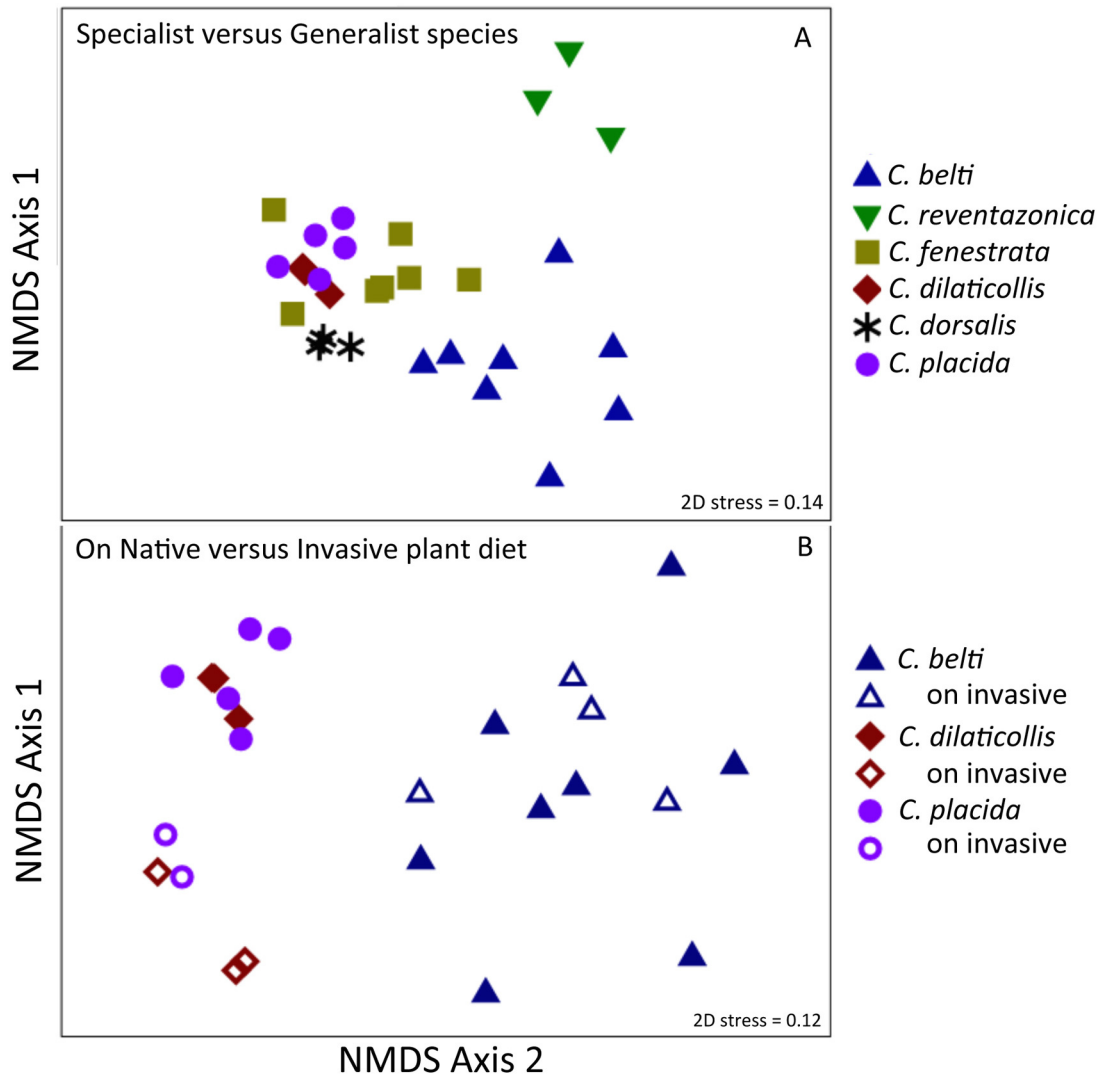 Specialist versus Generalist species
A
NMDS Axis 1
C. belti
C. reventazonica
C. fenestrata
C. dilaticollis
C. dorsalis
C. placida
2D stress = 0.14
On Native versus Invasive plant diet
B
NMDS Axis 1
C. belti
on invasive
C. dilaticollis
on invasive
C. placida
on invasive
2D stress = 0.12
NMDS Axis 2